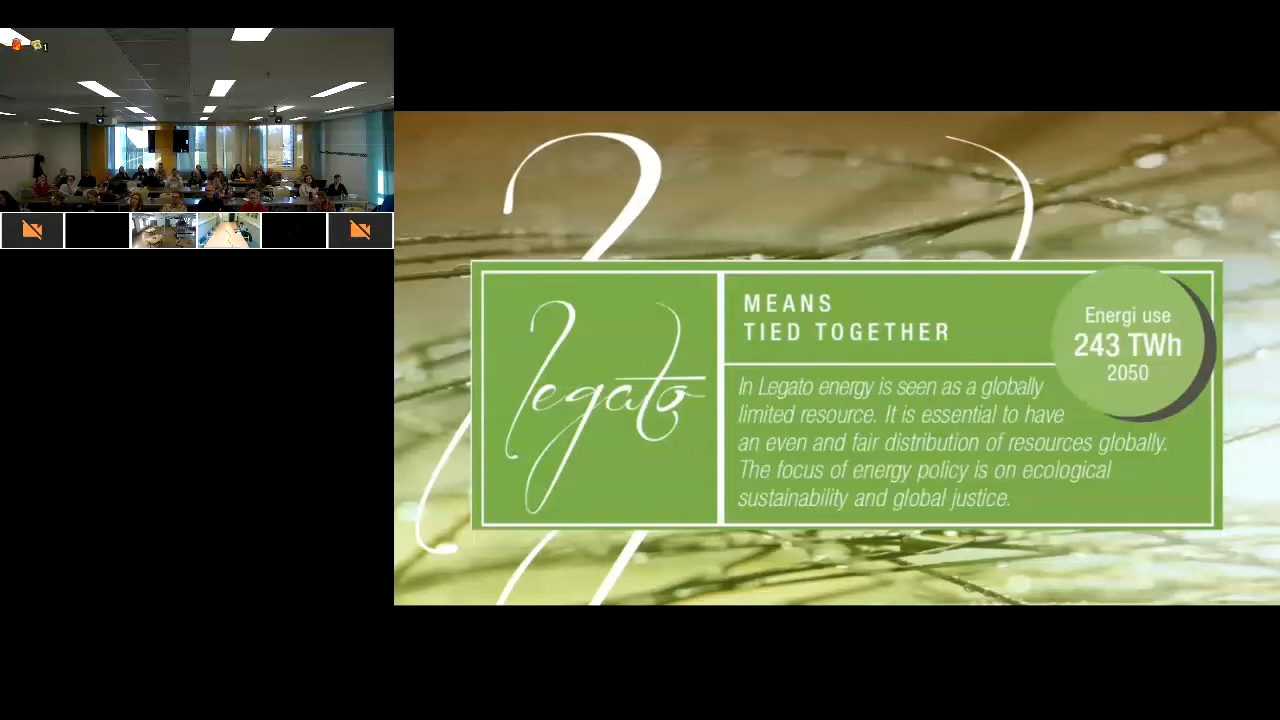 1
legato
MEANS
TIED TOGETHER
Energi use
243 TWh
2050
In Legato energy is seen as a globally
limited resource. It is essential to have
an even and fair distribution of resources globally.
The focus of energy policy is on ecological
sustainability and global justice.